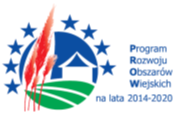 Program
Rozwoju
Obszarów
Wiejskich
na lata 2014-2020